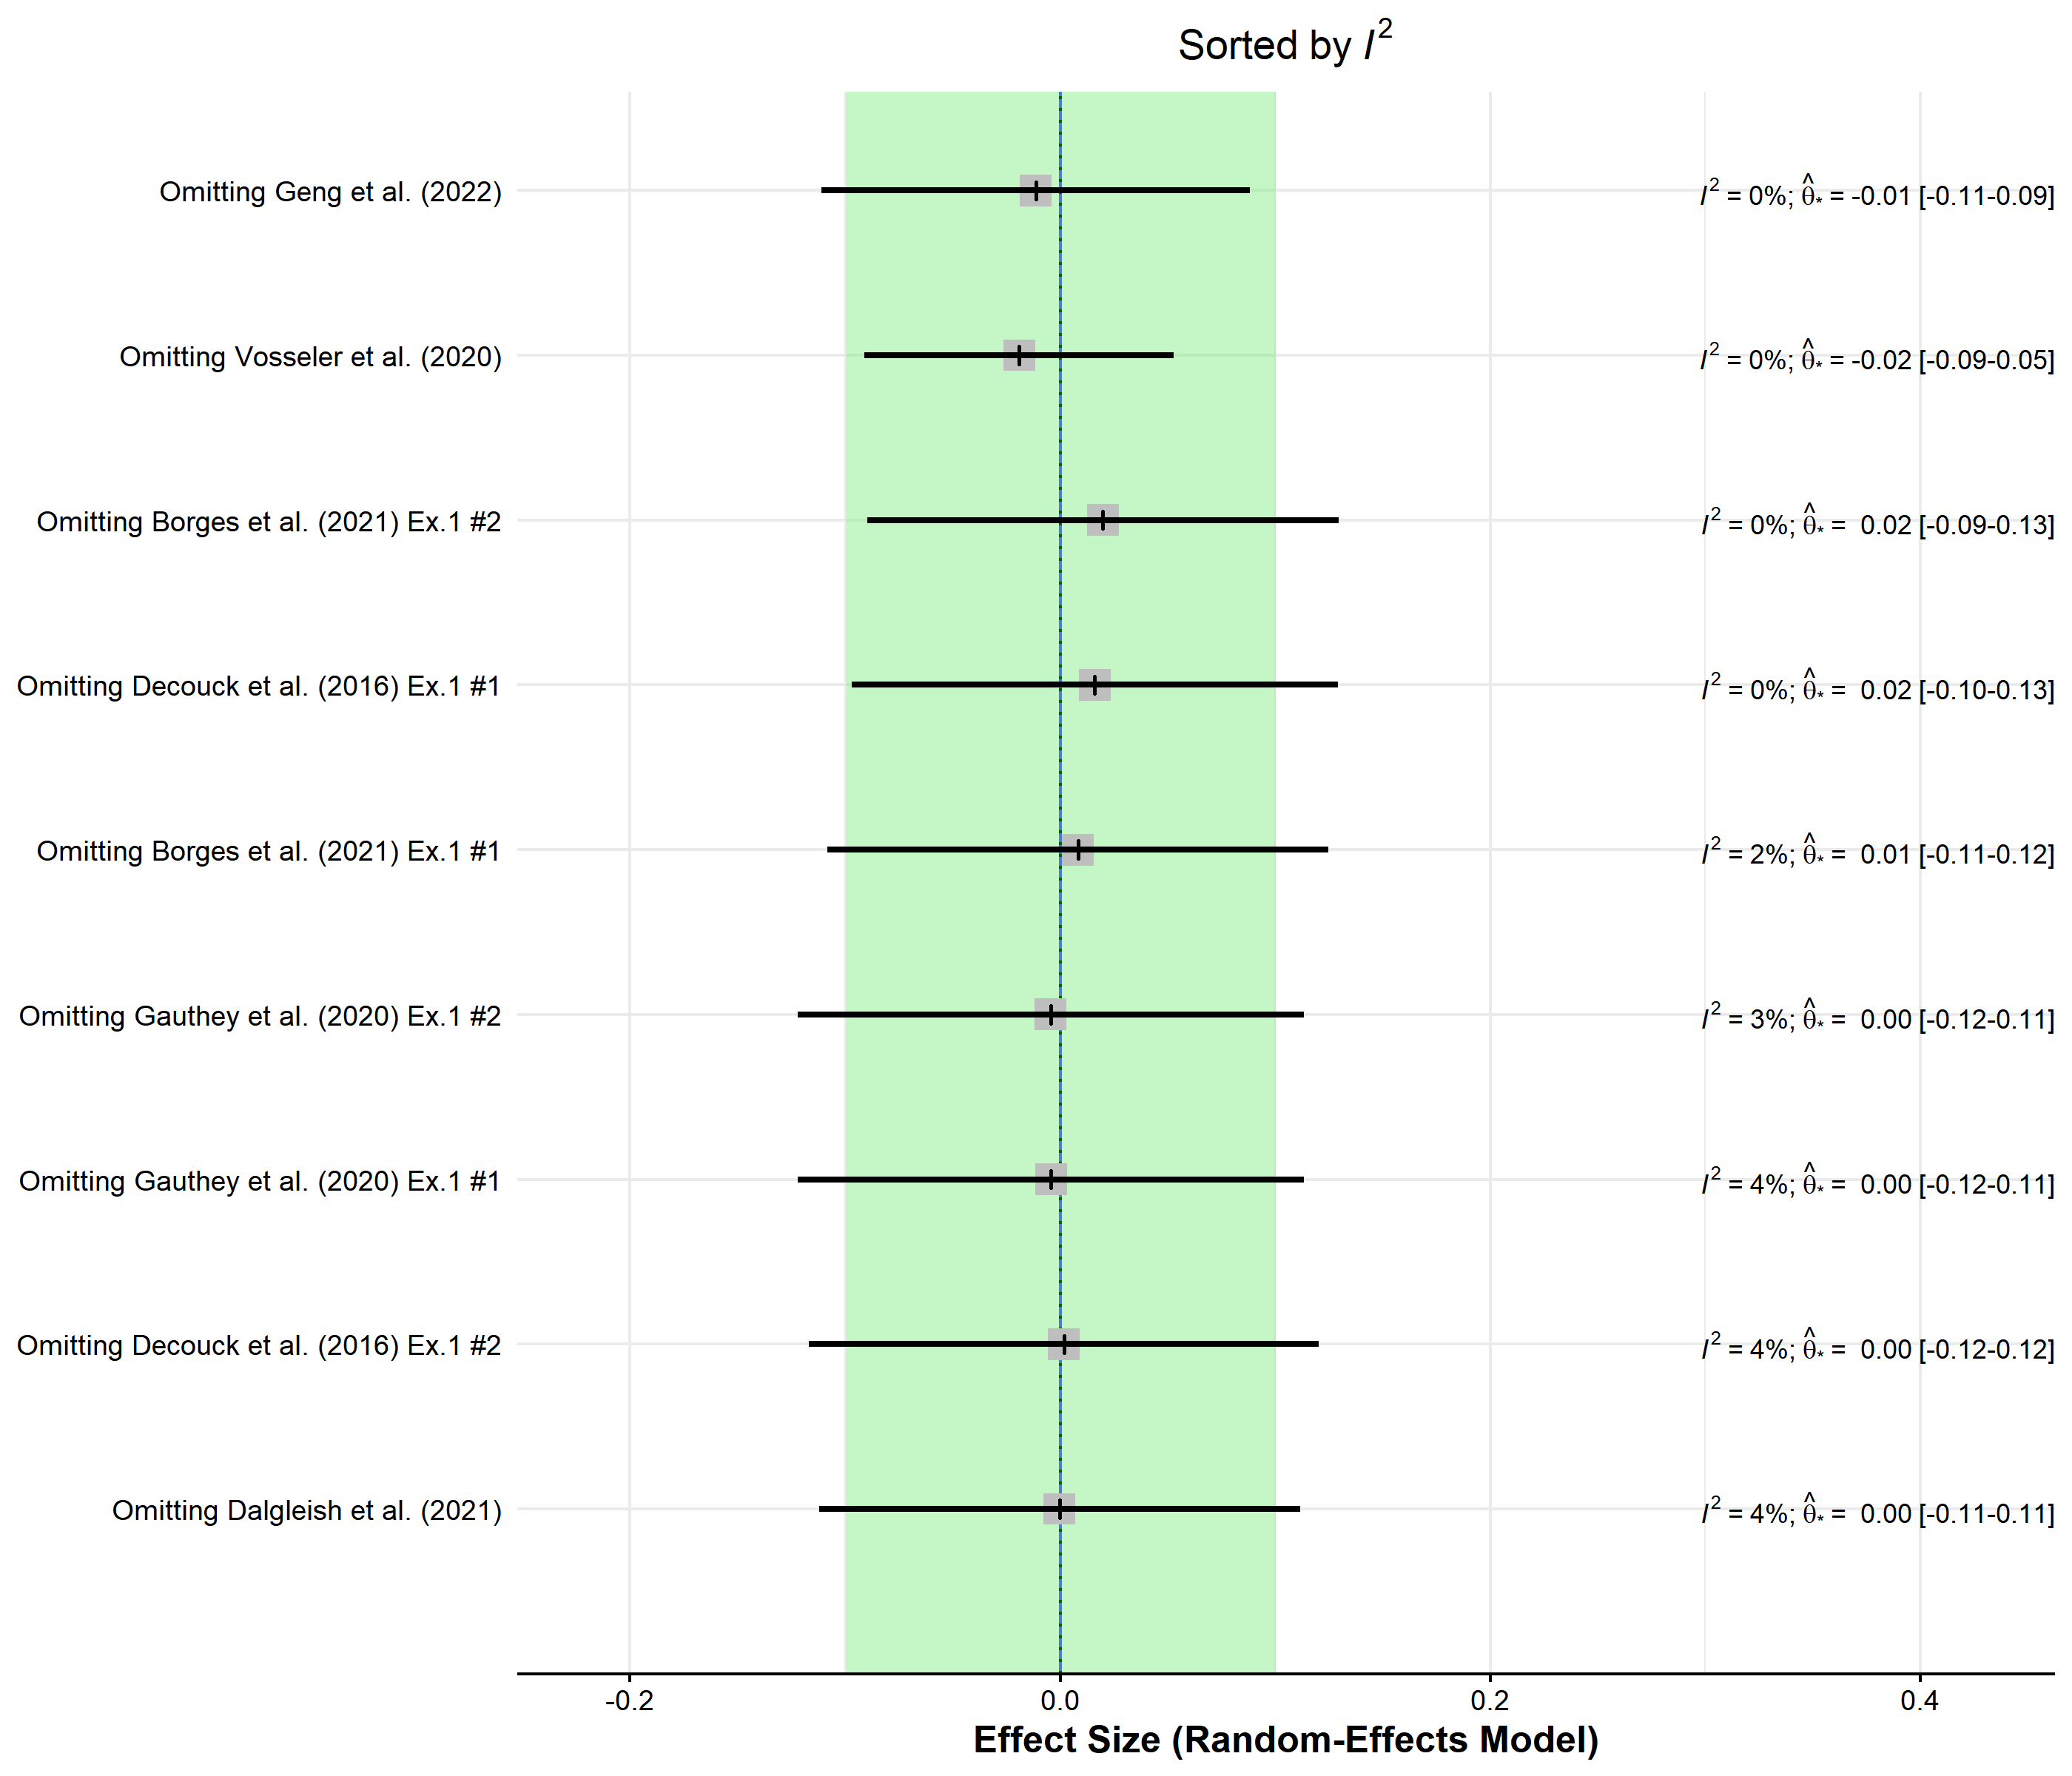 Sorted by I²
Omitting Geng et al. (2022) I² = 0%; θ̂* = -0.01 [-0.11-0.09]
Omitting Vosseler et al. (2020) I² = 0%; θ̂* = -0.02 [-0.09-0.05]
Omitting Borges et al. (2021) Ex.1 #2 I² = 0%; θ̂* = 0.02 [-0.09-0.13]
Omitting Decouck et al. (2016) Ex.1 #1 I² = 0%; θ̂* = 0.02 [-0.10-0.13]
Omitting Borges et al. (2021) Ex.1 #1 I² = 2%; θ̂* = 0.01 [-0.11-0.12]
Omitting Gauthey et al. (2020) Ex.1 #2 I² = 3%; θ̂* = 0.00 [-0.12-0.11]
Omitting Gauthey et al. (2020) Ex.1 #1 I² = 4%; θ̂* = 0.00 [-0.12-0.11]
Omitting Decouck et al. (2016) Ex.1 #2 I² = 4%; θ̂* = 0.00 [-0.12-0.12]
Omitting Dalgleish et al. (2021) I² = 4%; θ̂* = 0.00 [-0.11-0.11]
-0.2 0.0 0.2 0.4
Effect Size (Random-Effects Model)